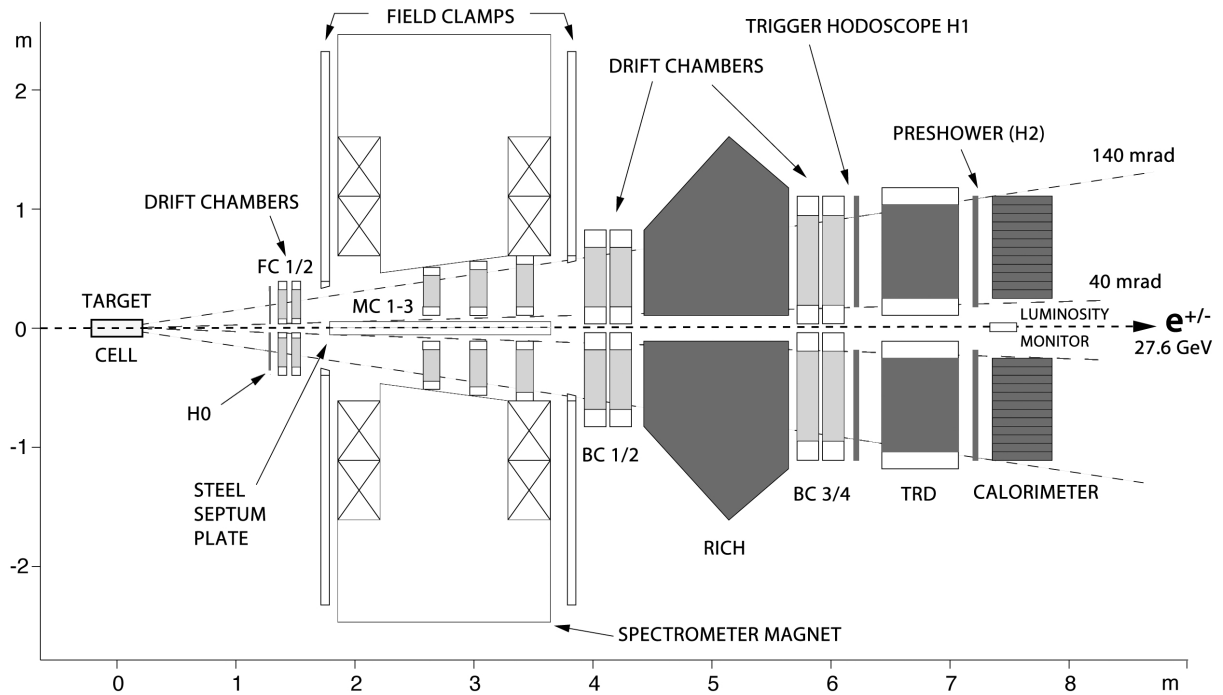 FIELD CLAMPS
m
TRIGGER HODOSCOPE H1
DRIFT CHAMBERS
2
PRESHOWER (H2)
140 mrad
DRIFT CHAMBERS
1
FC 1/2
40 mrad
TARGET
MC 1-3
LUMINOSITY
0
e+/-
CELL
MONITOR
27.6 GeV
H0
-1
BC 1/2
STEEL
SEPTUM
PLATE
BC 3/4
TRD
CALORIMETER
RICH
-2
SPECTROMETER MAGNET
0 1 2 3 4 5 6 7 8 m